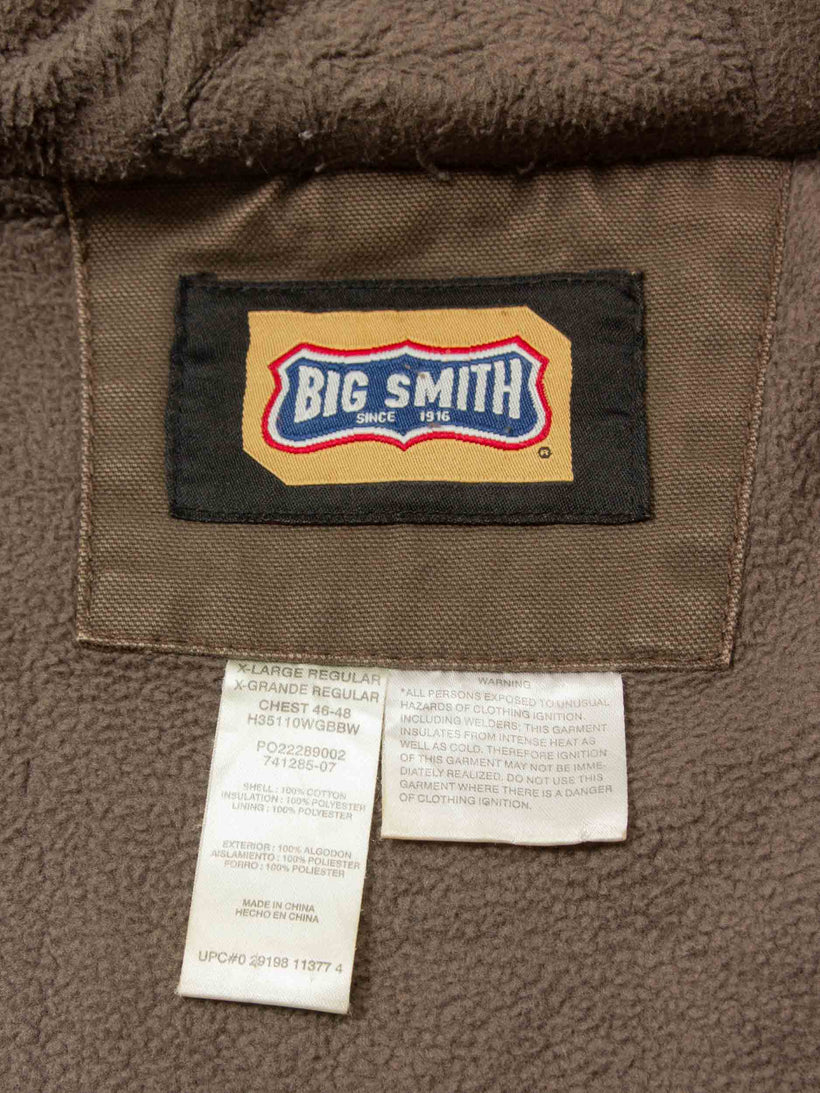 BIG SMITH
SINCE 1916
®
X-LARGE REGULAR
X-GRANDE REGULAR
CHEST 46-48
H35110WGBBW
PO22289002
741285-07
SHELL : 100% COTTON
INSULATION : 100% POLYESTER
LINING : 100% POLYESTER
EXTERIOR : 100% ALGODON
AISLAMIENTO : 100% POLIESTER
FORRO : 100% POLIESTER
MADE IN CHINA
HECHO EN CHINA
UPC#0 29198 11377 4
WARNING
*ALL PERSONS EXPOSED TO UNUSUAL
HAZARDS OF CLOTHING IGNITION.
INCLUDING WELDERS; THIS GARMENT
INSULATES FROM INTENSE HEAT AS
WELL AS COLD. THEREFORE IGNITION
OF THIS GARMENT MAY NOT BE IMME-
DIATELY REALIZED. DO NOT USE THIS
GARMENT WHERE THERE IS A DANGER
OF CLOTHING IGNITION.